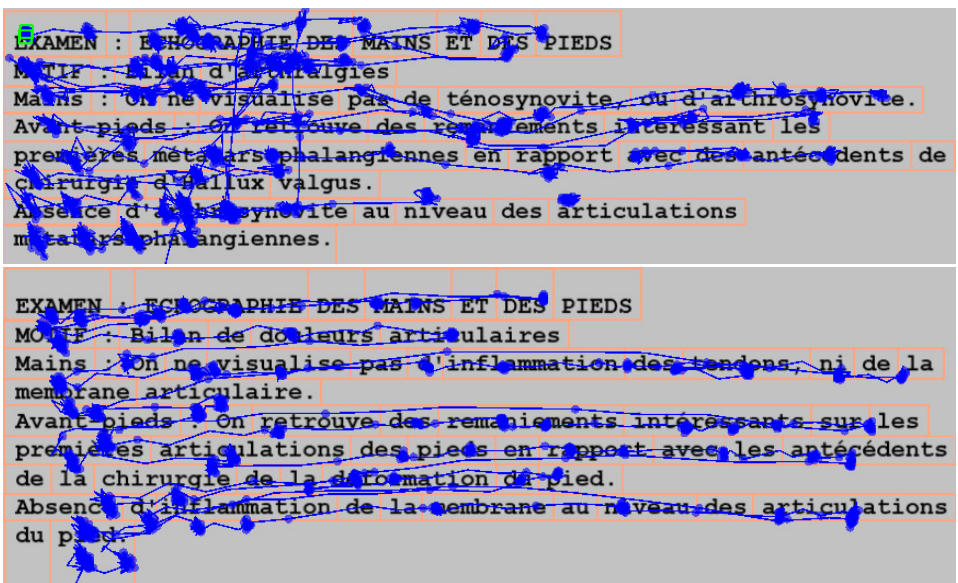 EXAMEN : ECHOGRAPHIE DES MAINS ET DES PIEDS
MOTIF : Bilan d'arthralgies
Mains : On ne visualise pas de ténosynovite, ou d'arthrosynovite.
Avant-pieds : On retrouve des remaniements intéressant les
premières métatarsophalangiennes en rapport avec des antécédents de
chirurgie d'Hallux valgus.
Absence d'arthrosynovite au niveau des articulations
métatarsophalangiennes.
EXAMEN : ECHOGRAPHIE DES MAINS ET DES PIEDS
MOTIF : Bilan de douleurs articulaires
Mains : On ne visualise pas d'inflammation des tendons, ni de la
membrane articulaire.
Avant-pieds : On retrouve des remaniements intéressants sur les
premières articulations des pieds en rapport avec les antécédents
de la chirurgie de la déformation du pied.
Absence d'inflammation de la membrane au niveau des articulations
du pied.